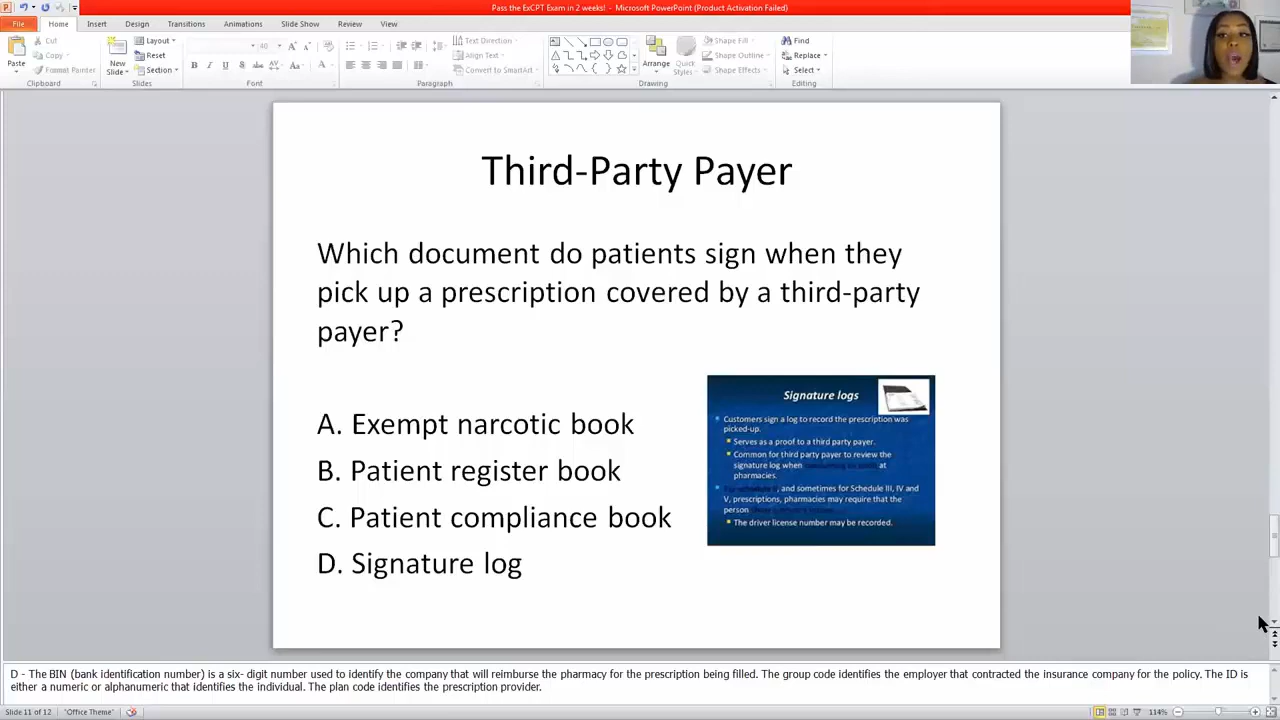 Pass the ExCPT Exam in 2 weeks! - Microsoft PowerPoint (Product Activation Failed)
File Home Insert Design Transitions Animations Slide Show Review View
Paste
Cut
Copy
Format Painter
Clipboard
New
Slide
Layout
Reset
Section
Slides
40
Font
Text Direction
Align Text
Convert to SmartArt
Paragraph
Arrange
Quick
Styles
Shape Fill
Shape Outline
Shape Effects
Drawing
Find
Replace
Select
Editing
Third-Party Payer
Which document do patients sign when they
pick up a prescription covered by a third-party
payer?
A. Exempt narcotic book
B. Patient register book
C. Patient compliance book
D. Signature log
Signature logs
Customers sign a log to record the prescription was
picked-up.
Serves as a proof to a third party payer.
Common for third party payer to review the
signature log when at
pharmacies.
, and sometimes for Schedule III, IV and
V, prescriptions, pharmacies may require that the
person
The driver license number may be recorded.
D - The BIN (bank identification number) is a six- digit number used to identify the company that will reimburse the pharmacy for the prescription being filled. The group code identifies the employer that contracted the insurance company for the policy. The ID is
either a numeric or alphanumeric that identifies the individual. The plan code identifies the prescription provider.
Slide 11 of 12 "Office Theme" 114%